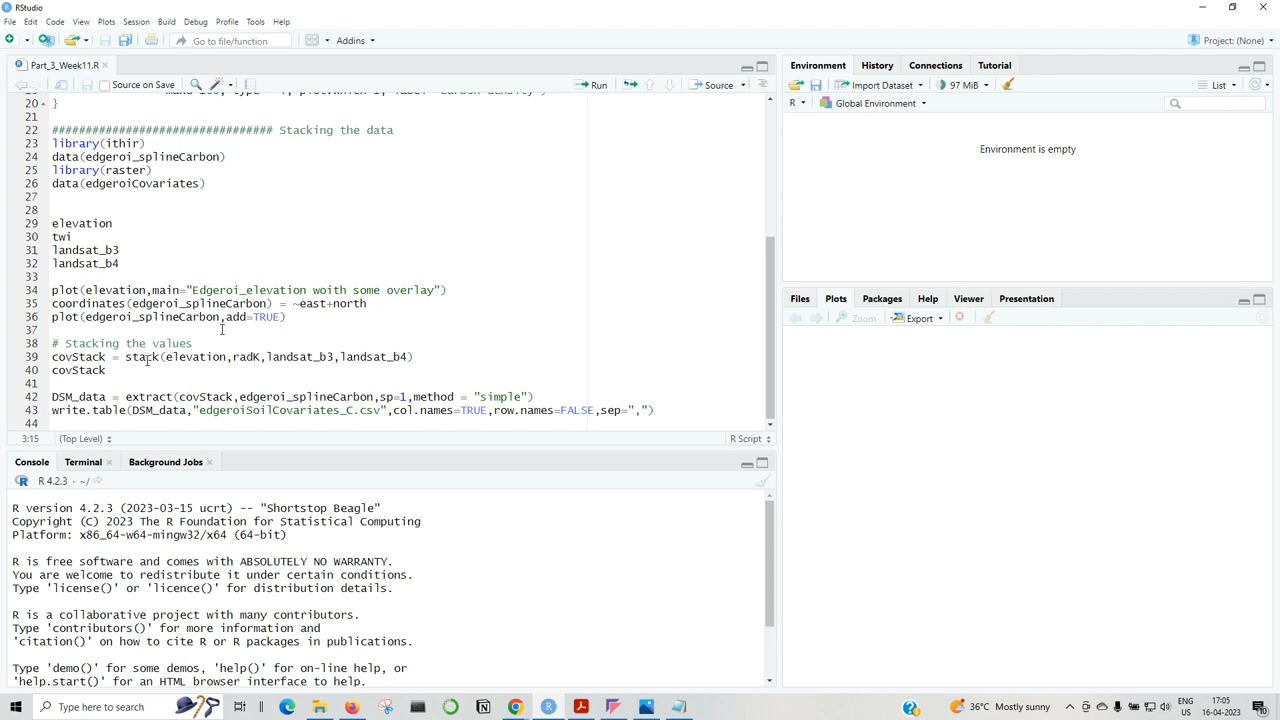 RStudio
File Edit Code View Plots Session Build Debug Profile Tools Help
Go to file/function Addins Project: (None)
Part_3_Week11.R
Source on Save Run Source
20 }
21
22 ################################# Stacking the data
23 library(ithir)
24 data(edgeroi_splineCarbon)
25 library(raster)
26 data(edgeroiCovariates)
27
28
29 elevation
30 twi
31 landsat_b3
32 landsat_b4
33
34 plot(elevation,main="Edgeroi_elevation woith some overlay")
35 coordinates(edgeroi_splineCarbon) = ~east+north
36 plot(edgeroi_splineCarbon,add=TRUE)
37
38 # Stacking the values
39 covStack = stack(elevation,radK,landsat_b3,landsat_b4)
40 covStack
41
42 DSM_data = extract(covStack,edgeroi_splineCarbon,sp=1,method = "simple")
43 write.table(DSM_data,"edgeroiSoilCovariates_C.csv",col.names=TRUE,row.names=FALSE,sep=",")
44
3:15 (Top Level) R Script
Console Terminal Background Jobs
R 4.2.3 · ~/
R version 4.2.3 (2023-03-15 ucrt) -- "Shortstop Beagle"
Copyright (C) 2023 The R Foundation for Statistical Computing
Platform: x86_64-w64-mingw32/x64 (64-bit)
R is free software and comes with ABSOLUTELY NO WARRANTY.
You are welcome to redistribute it under certain conditions.
Type 'license()' or 'licence()' for distribution details.
R is a collaborative project with many contributors.
Type 'contributors()' for more information and
'citation()' on how to cite R or R packages in publications.
Type 'demo()' for some demos, 'help()' for on-line help, or
'help.start()' for an HTML browser interface to help.
Environment History Connections Tutorial
Import Dataset 97 MiB List
R Global Environment
Environment is empty
Files Plots Packages Help Viewer Presentation
Zoom Export
Type here to search
36°C Mostly sunny
ENG
US
17:05
16-04-2023